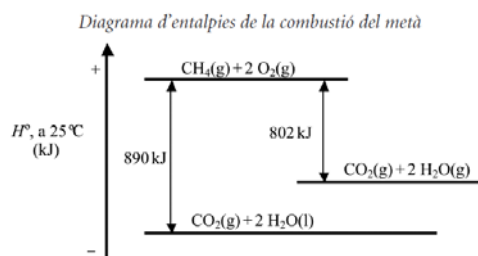 Diagrama d'entalpies de la combustió del metà
+
CH₄(g) + 2 O₂(g)
H°, a 25 °C
(kJ)
890 kJ
802 kJ
CO₂(g) + 2 H₂O(g)
CO₂(g) + 2 H₂O(l)
–